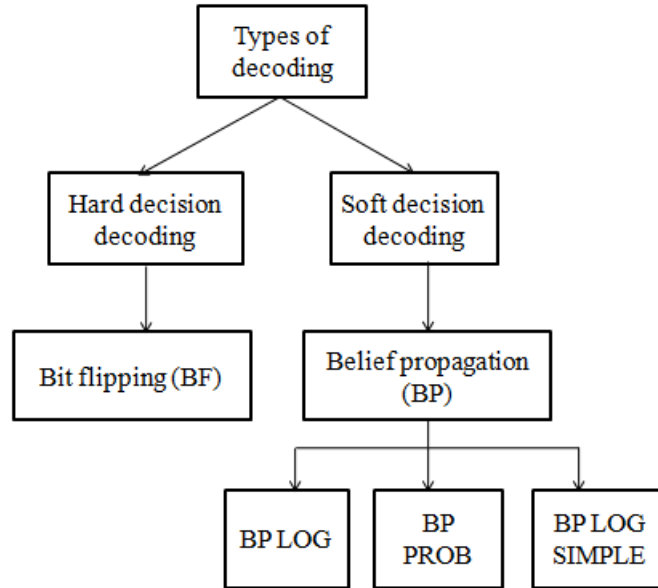 Types of
decoding
Hard decision
decoding
Soft decision
decoding
Bit flipping (BF)
Belief propagation
(BP)
BP LOG
BP
PROB
BP LOG
SIMPLE